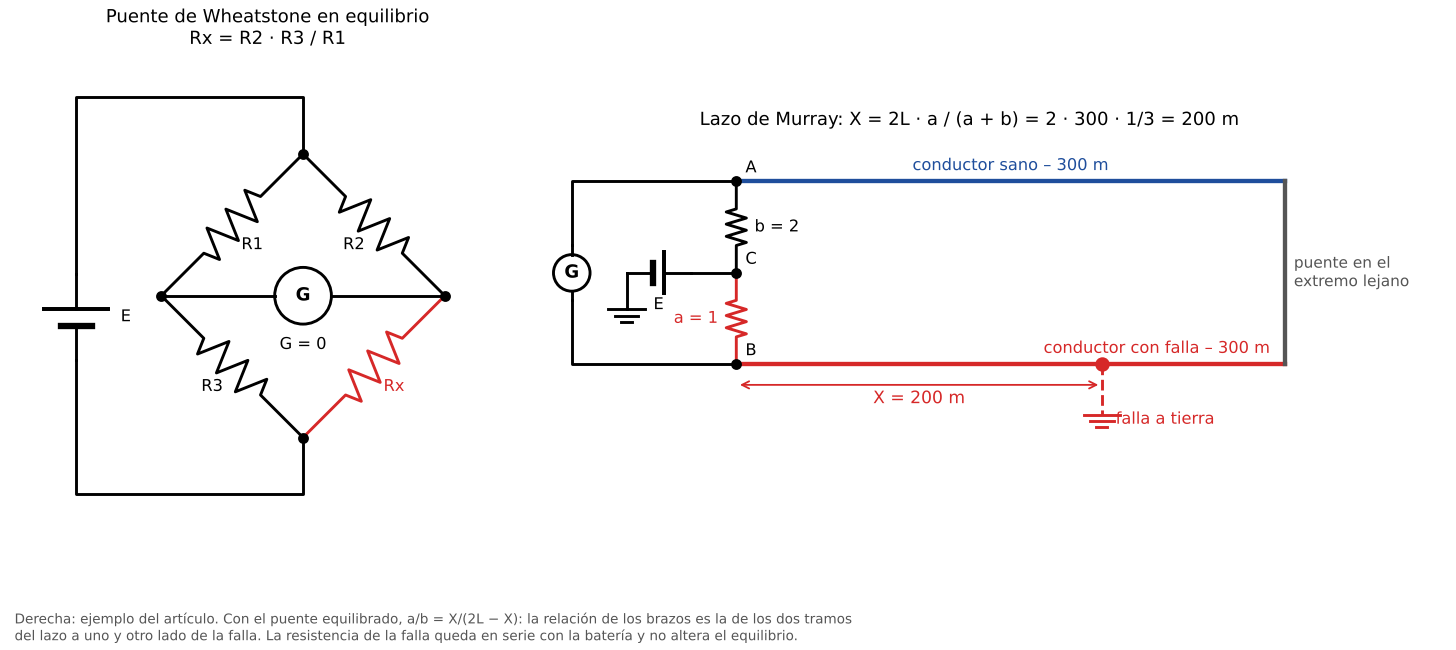 Puente de Wheatstone en equilibrio
Rx = R2 · R3 / R1
R1
R2
G
E
G = 0
R3
Rx
Lazo de Murray: X = 2L · a / (a + b) = 2 · 300 · 1/3 = 200 m
A
conductor sano – 300 m
b = 2
C
G
E
a = 1
puente en el
extremo lejano
B
conductor con falla – 300 m
X = 200 m
falla a tierra
Derecha: ejemplo del artículo. Con el puente equilibrado, a/b = X/(2L − X): la relación de los brazos es la de los dos tramos
del lazo a uno y otro lado de la falla. La resistencia de la falla queda en serie con la batería y no altera el equilibrio.